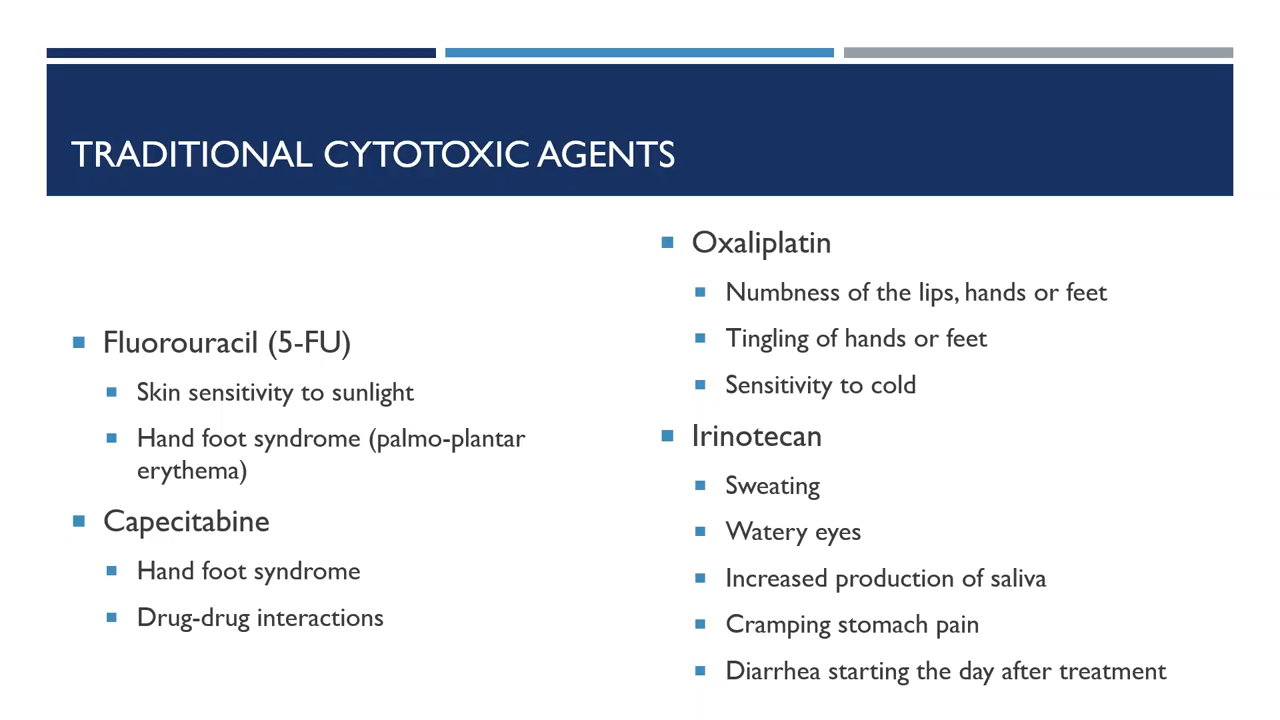 TRADITIONAL CYTOTOXIC AGENTS
Fluorouracil (5-FU)
Skin sensitivity to sunlight
Hand foot syndrome (palmo-plantar
erythema)
Capecitabine
Hand foot syndrome
Drug-drug interactions
Oxaliplatin
Numbness of the lips, hands or feet
Tingling of hands or feet
Sensitivity to cold
Irinotecan
Sweating
Watery eyes
Increased production of saliva
Cramping stomach pain
Diarrhea starting the day after treatment